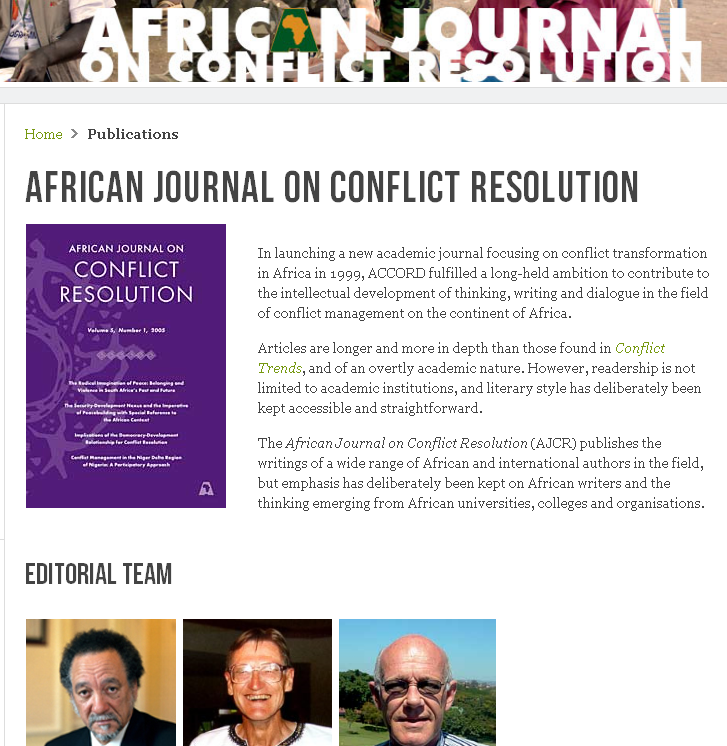 AFRICAN JOURNAL
ON CONFLICT RESOLUTION
Home > Publications
AFRICAN JOURNAL ON CONFLICT RESOLUTION
AFRICAN JOURNAL ON
CONFLICT
RESOLUTION
Volume 5, Number 1, 2005
The Radical Imagination of Peace: Belonging and
Violence in South Africa's Past and Future
The Security-Development Nexus and the Imperative
of Peacebuilding with Special Reference to
the African Context
Implications of the Democracy-Development
Relationship for Conflict Resolution
Conflict Management in the Niger Delta Region
of Nigeria: A Participatory Approach
In launching a new academic journal focusing on conflict transformation
in Africa in 1999, ACCORD fulfilled a long-held ambition to contribute to
the intellectual development of thinking, writing and dialogue in the field
of conflict management on the continent of Africa.
Articles are longer and more in depth than those found in Conflict
Trends, and of an overtly academic nature. However, readership is not
limited to academic institutions, and literary style has deliberately been
kept accessible and straightforward.
The African Journal on Conflict Resolution (AJCR) publishes the
writings of a wide range of African and international authors in the field,
but emphasis has deliberately been kept on African writers and the
thinking emerging from African universities, colleges and organisations.
EDITORIAL TEAM